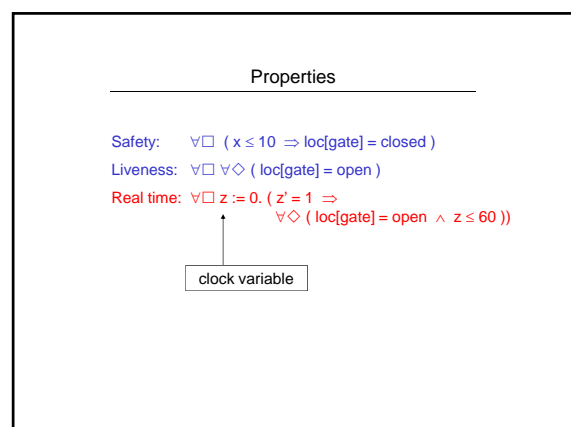 Properties
Safety: ∀□ ( x ≤ 10 ⇒ loc[gate] = closed )
Liveness: ∀□ ∀◇ ( loc[gate] = open )
Real time: ∀□ z := 0. ( z’ = 1 ⇒
∀◇ ( loc[gate] = open ∧ z ≤ 60 ))
clock variable